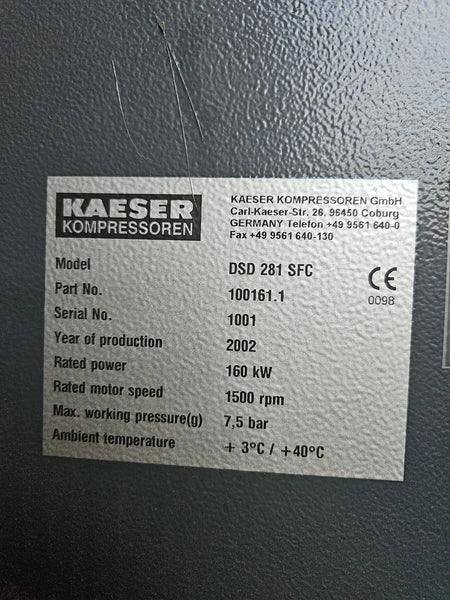 KAESER
KOMPRESSOREN
KAESER KOMPRESSOREN GmbH
Carl-Kaeser-Str. 26, 96450 Coburg
GERMANY Telefon +49 9561 640-0
Fax +49 9561 640-130
Model DSD 281 SFC
CE
0098
Part No. 100161.1
Serial No. 1001
Year of production 2002
Rated power 160 kW
Rated motor speed 1500 rpm
Max. working pressure(g) 7,5 bar
Ambient temperature + 3°C / +40°C